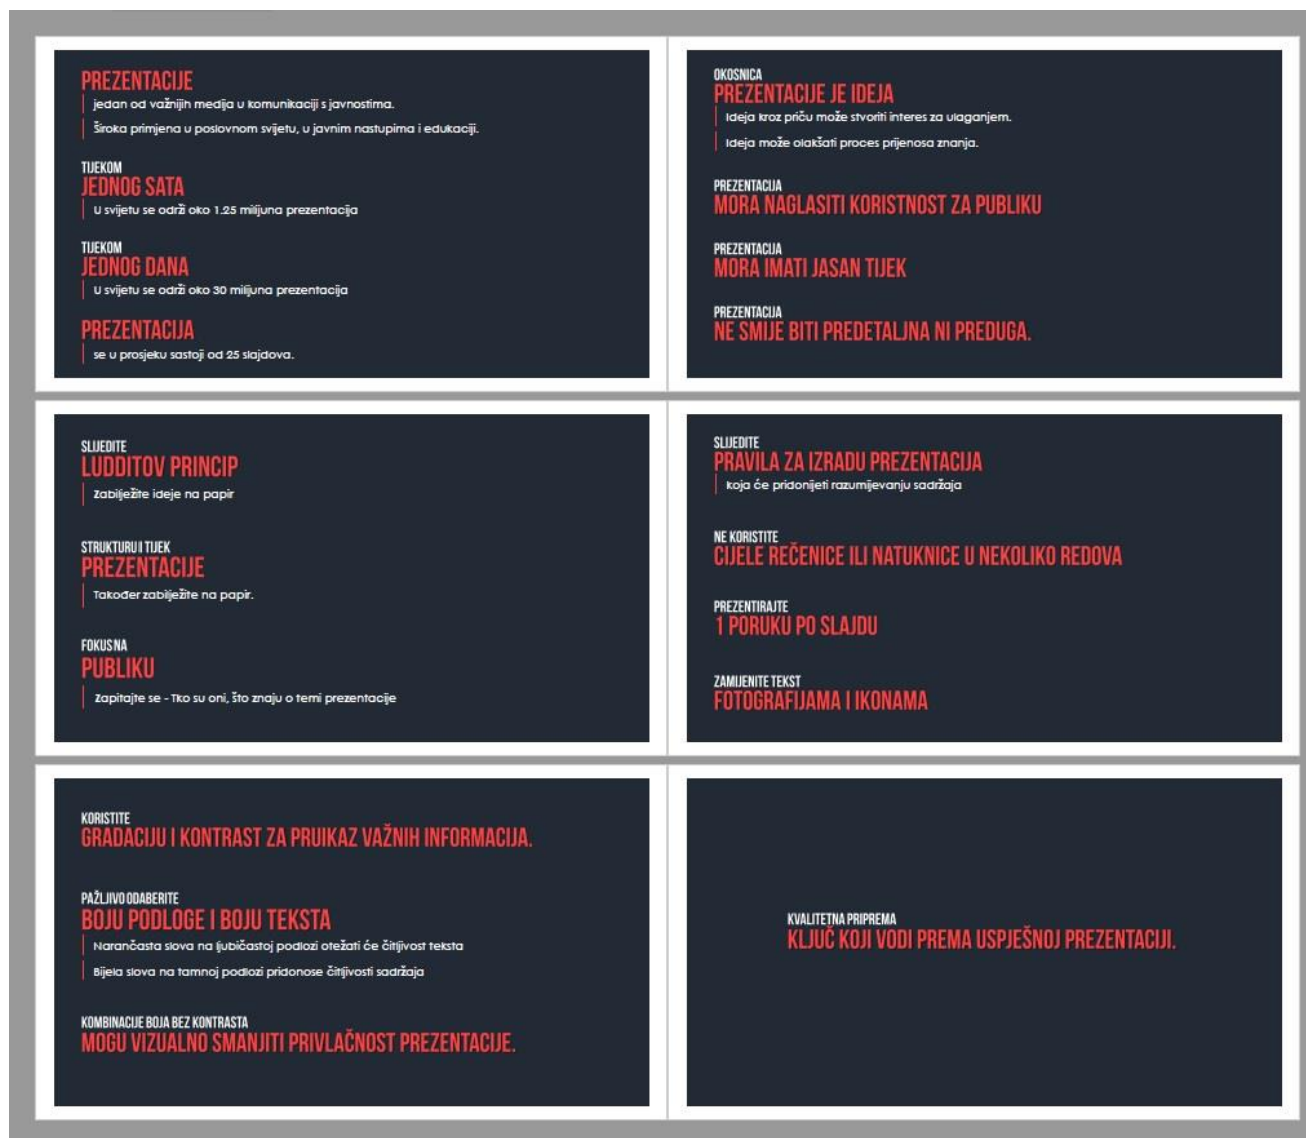 PREZENTACIJE
jedan od važnijih medija u komunikaciji s javnostima.
Široka primjena u poslovnom svijetu, u javnim nastupima i edukaciji.
TIJEKOM
JEDNOG SATA
U svijetu se održi oko 1.25 milijuna prezentacija
TIJEKOM
JEDNOG DANA
U svijetu se održi oko 30 milijuna prezentacija
PREZENTACIJA
se u prosjeku sastoji od 25 slajdova.
OKOSNICA
PREZENTACIJE JE IDEJA
Ideja kroz priču može stvoriti interes za ulaganjem.
Ideja može olakšati proces prijenosa znanja.
PREZENTACIJA
MORA NAGLASITI KORISTNOST ZA PUBLIKU
PREZENTACIJA
MORA IMATI JASAN TIJEK
PREZENTACIJA
NE SMIJE BITI PREDETALJNA NI PREDUGA.
SLIJEDITE
LUDDITOV PRINCIP
Zabilježite ideje na papir
STRUKTURU I TIJEK
PREZENTACIJE
Također zabilježite na papir.
FOKUS NA
PUBLIKU
Zapitajte se - Tko su oni, što znaju o temi prezentacije
SLIJEDITE
PRAVILA ZA IZRADU PREZENTACIJA
koja će pridonijeti razumijevanju sadržaja
NE KORISTITE
CIJELE REČENICE ILI NATUKNICE U NEKOLIKO REDOVA
PREZENTIRAJTE
1 PORUKU PO SLAJDU
ZAMIJENITE TEKST
FOTOGRAFIJAMA I IKONAMA
KORISTITE
GRADACIJU I KONTRAST ZA PRUIKAZ VAŽNIH INFORMACIJA.
PAŽLJIVO ODABERITE
BOJU PODLOGE I BOJU TEKSTA
Narančasta slova na ljubičastoj podlozi otežati će čitljivost teksta
Bijela slova na tamnoj podlozi pridonose čitljivosti sadržaja
KOMBINACIJE BOJA BEZ KONTRASTA
MOGU VIZUALNO SMANJITI PRIVLAČNOST PREZENTACIJE.
KVALITETNA PRIPREMA
KLJUČ KOJI VODI PREMA USPJEŠNOJ PREZENTACIJI.